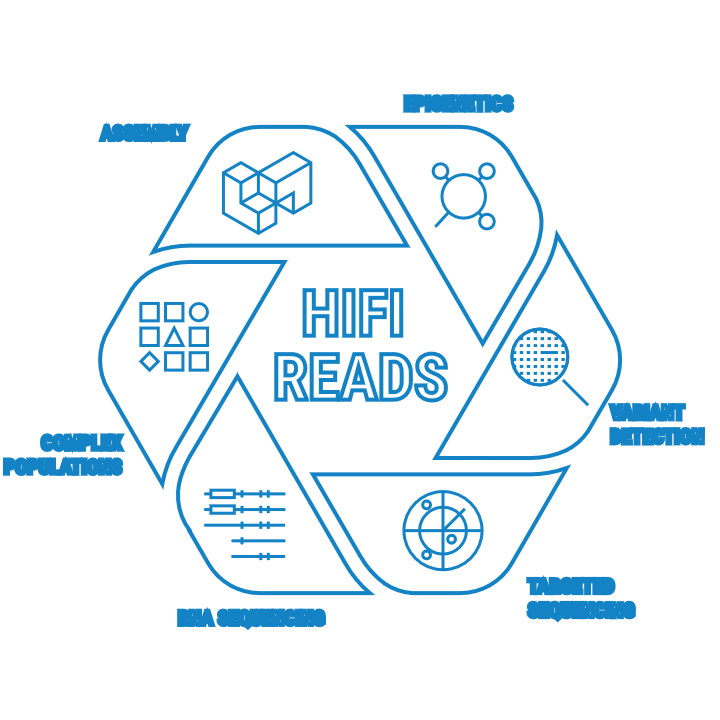 EPIGENETICS
ASSEMBLY
HIFI
READS
VARIANT
DETECTION
COMPLEX
POPULATIONS
TARGETED
SEQUENCING
RNA SEQUENCING